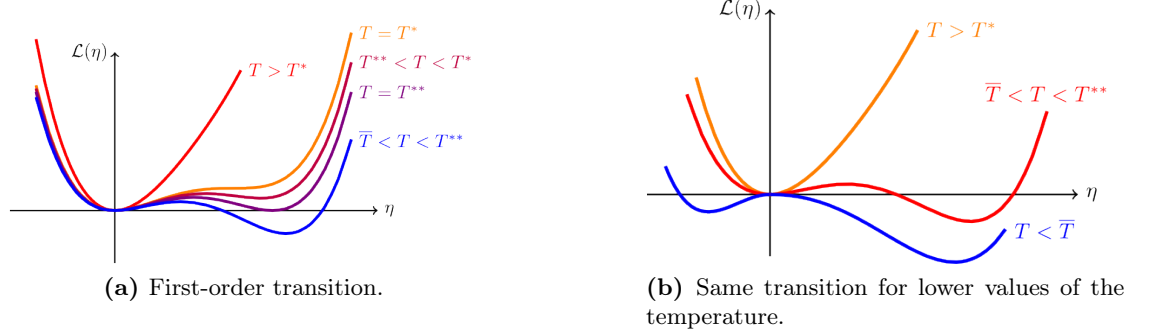 ℒ(η)
T = T*
T** < T < T*
T > T*
T = T**
T̅ < T < T**
η
(a) First-order transition.
ℒ(η)
T > T*
T̅ < T < T**
η
T < T̅
(b) Same transition for lower values of the
temperature.